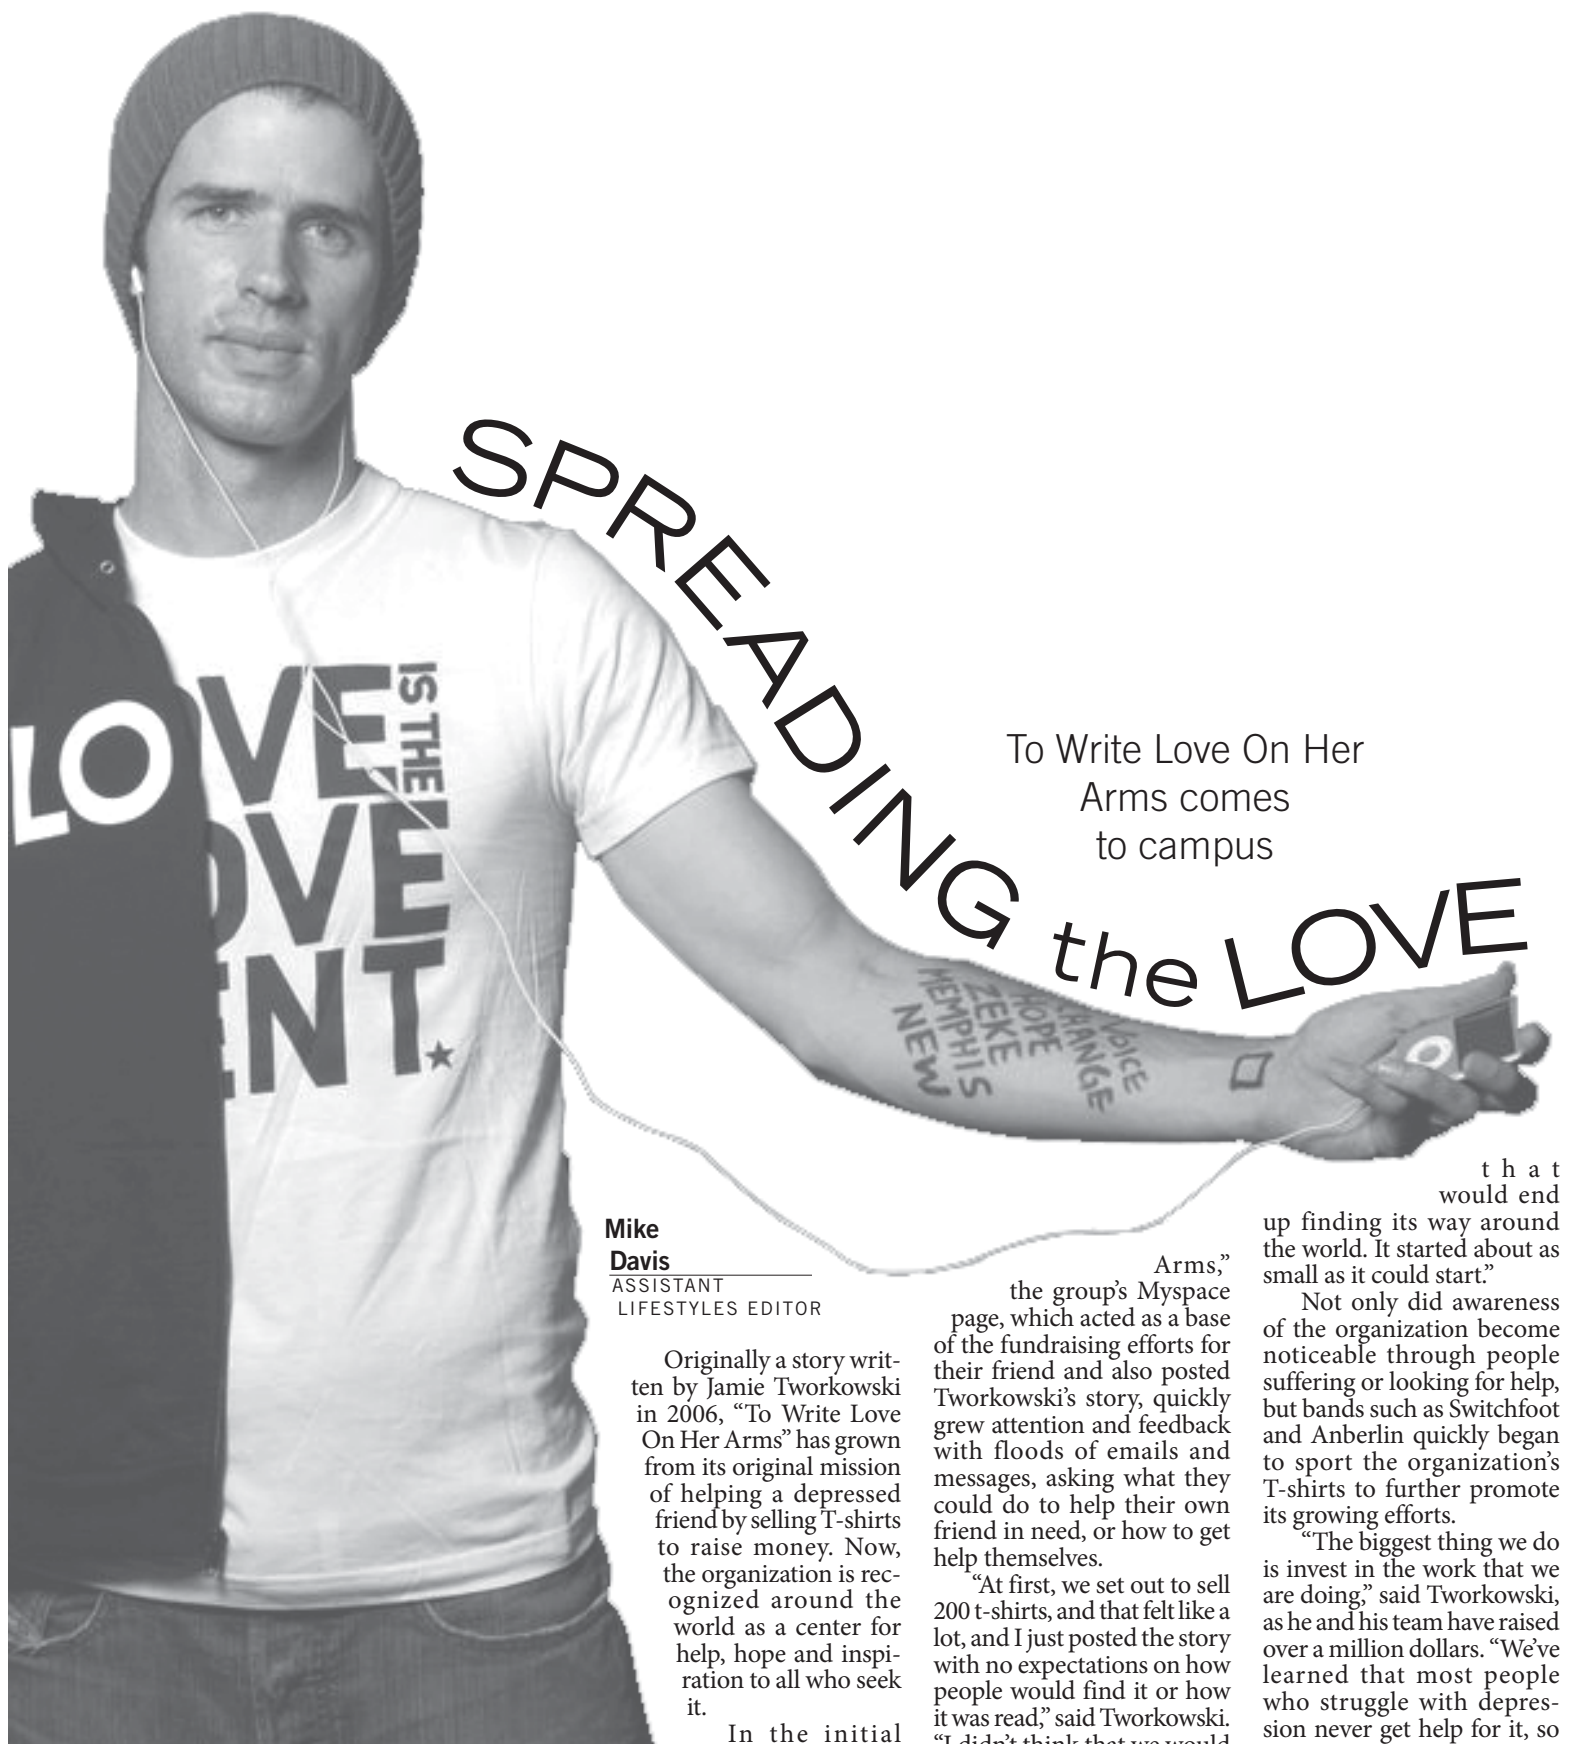 SPREADING the LOVE
To Write Love On Her
Arms comes
to campus
LO
VE
IS THE
OVE
ENT
VOICE
CHANGE
HOPE
ZEKE
MEMPHIS
NEW
Mike
Davis
ASSISTANT
LIFESTYLES EDITOR
Originally a story writ-
ten by Jamie Tworkowski
in 2006, “To Write Love
On Her Arms” has grown
from its original mission
of helping a depressed
friend by selling T-shirts
to raise money. Now,
the organization is rec-
ognized around the
world as a center for
help, hope and inspi-
ration to all who seek
it.
In the initial
Arms,”
the group’s Myspace
page, which acted as a base
of the fundraising efforts for
their friend and also posted
Tworkowski’s story, quickly
grew attention and feedback
with floods of emails and
messages, asking what they
could do to help their own
friend in need, or how to get
help themselves.
“At first, we set out to sell
200 t-shirts, and that felt like a
lot, and I just posted the story
with no expectations on how
people would find it or how
it was read,” said Tworkowski.
“I didn’t think that we would
that
would end
up finding its way around
the world. It started about as
small as it could start.”
Not only did awareness
of the organization become
noticeable through people
suffering or looking for help,
but bands such as Switchfoot
and Anberlin quickly began
to sport the organization’s
T-shirts to further promote
its growing efforts.
“The biggest thing we do
is invest in the work that we
are doing,” said Tworkowski,
as he and his team have raised
over a million dollars. “We’ve
learned that most people
who struggle with depres-
sion never get help for it, so